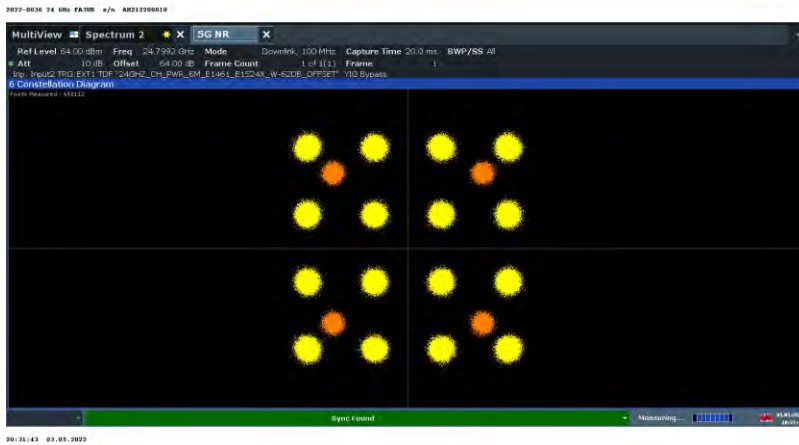 2022-0036 24 GHz FA3UB s/n AN212200010
MultiView Spectrum 2 X 5G NR X
Ref Level 64.00 dBm Freq 24.7992 GHz Mode Downlink, 100 MHz Capture Time 20.0 ms BWP/SS All
Att 10 dB Offset 64.00 dB Frame Count 1 of 1(1) Frame 1
Inp: Input2 TRG:EXT1 TDF "24GHZ_CH_PWR_6M_E1461_E1524X_W-62DB_OFFSET" YIG Bypass
6 Constellation Diagram
Points Measured :
Sync Found
Measuring...
20:31:43 03.05.2022